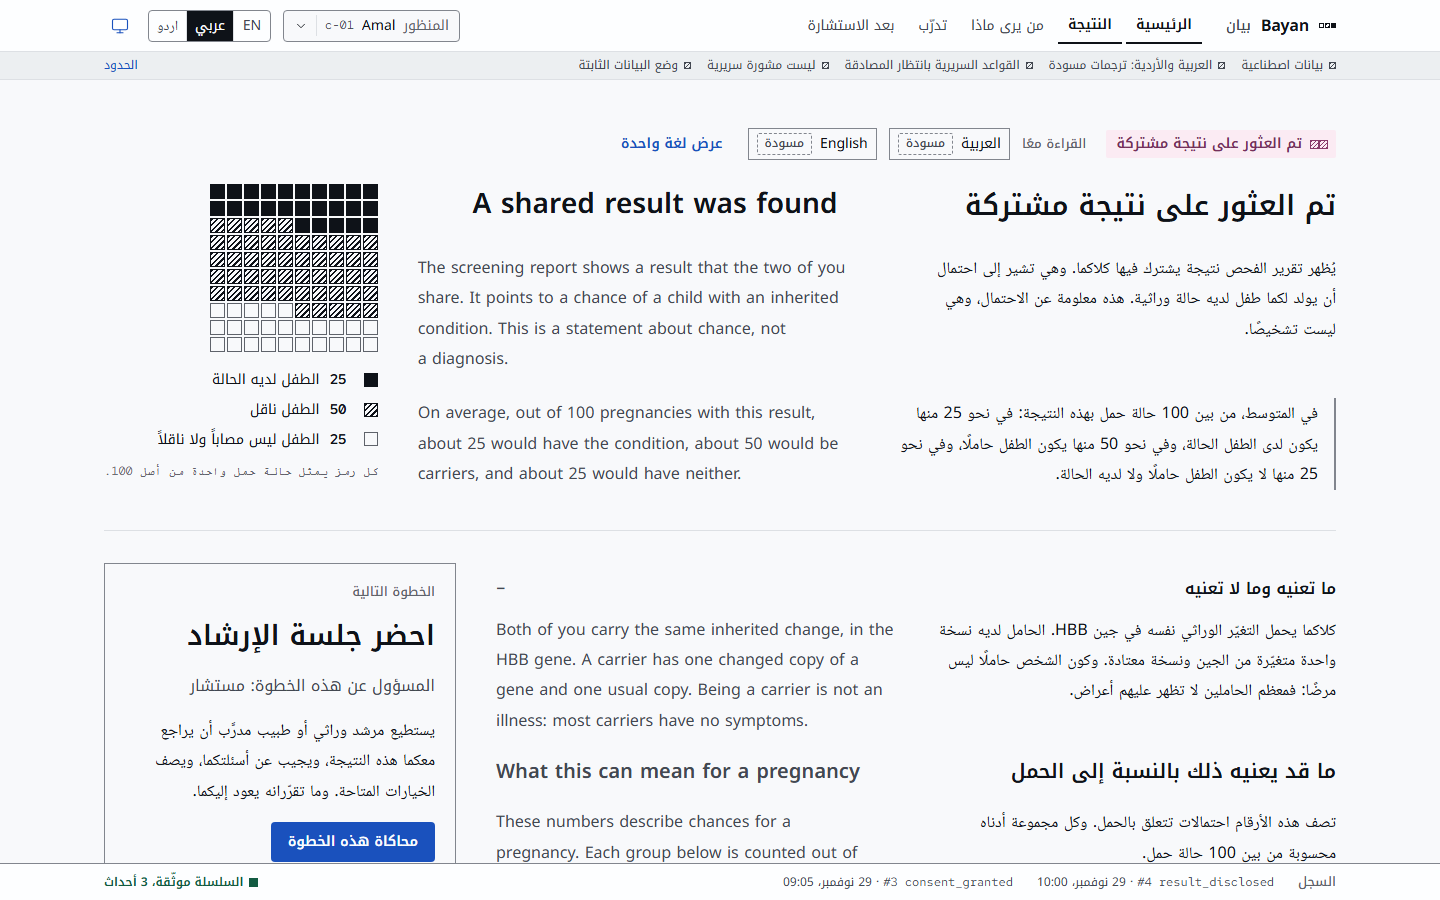 Bayan بيان
الرئيسية
النتيجة
من يرى ماذا
تدرّب
بعد الاستشارة
المنظور Amal c-01
EN
عربي
اردو
بيانات اصطناعية
العربية والأردية: ترجمات مسودة
القواعد السريرية بانتظار المصادقة
ليست مشورة سريرية
وضع البيانات الثابتة
الحدود
تم العثور على نتيجة مشتركة
القراءة معًا
العربية مسودة
English مسودة
عرض لغة واحدة
تم العثور على نتيجة مشتركة
يُظهر تقرير الفحص نتيجة يشترك فيها كلاكما. وهي تشير إلى احتمال
أن يولد لكما طفل لديه حالة وراثية. هذه معلومة عن الاحتمال، وهي
ليست تشخيصًا.
في المتوسط، من بين 100 حالة حمل بهذه النتيجة: في نحو 25 منها
يكون لدى الطفل الحالة، وفي نحو 50 منها يكون الطفل حاملًا، وفي نحو
25 منها لا يكون الطفل حاملًا ولا لديه الحالة.
A shared result was found
The screening report shows a result that the two of you
share. It points to a chance of a child with an inherited
condition. This is a statement about chance, not
a diagnosis.
On average, out of 100 pregnancies with this result,
about 25 would have the condition, about 50 would be
carriers, and about 25 would have neither.
25 الطفل لديه الحالة
50 الطفل ناقل
25 الطفل ليس مصاباً ولا ناقلاً
كل رمز يمثل حالة حمل واحدة من أصل 100.
ما تعنيه وما لا تعنيه
كلاكما يحمل التغيّر الوراثي نفسه في جين HBB. الحامل لديه نسخة
واحدة متغيّرة من الجين ونسخة معتادة. وكون الشخص حاملًا ليس
مرضًا: فمعظم الحاملين لا تظهر عليهم أعراض.
ما قد يعنيه ذلك بالنسبة إلى الحمل
تصف هذه الأرقام احتمالات تتعلق بالحمل. وكل مجموعة أدناه
محسوبة من بين 100 حالة حمل.
–
Both of you carry the same inherited change, in the
HBB gene. A carrier has one changed copy of a
gene and one usual copy. Being a carrier is not an
illness: most carriers have no symptoms.
What this can mean for a pregnancy
These numbers describe chances for a
pregnancy. Each group below is counted out of
الخطوة التالية
احضر جلسة الإرشاد
المسؤول عن هذه الخطوة: مستشار
يستطيع مرشد وراثي أو طبيب مدرَّب أن يراجع
معكما هذه النتيجة، ويجيب عن أسئلتكما، ويصف
الخيارات المتاحة. وما تقرّرانه يعود إليكما.
محاكاة هذه الخطوة
السجل
result_disclosed #4 · 29 نوفمبر، 10:00
consent_granted #3 · 29 نوفمبر، 09:05
السلسلة موثّقة، 3 أحداث